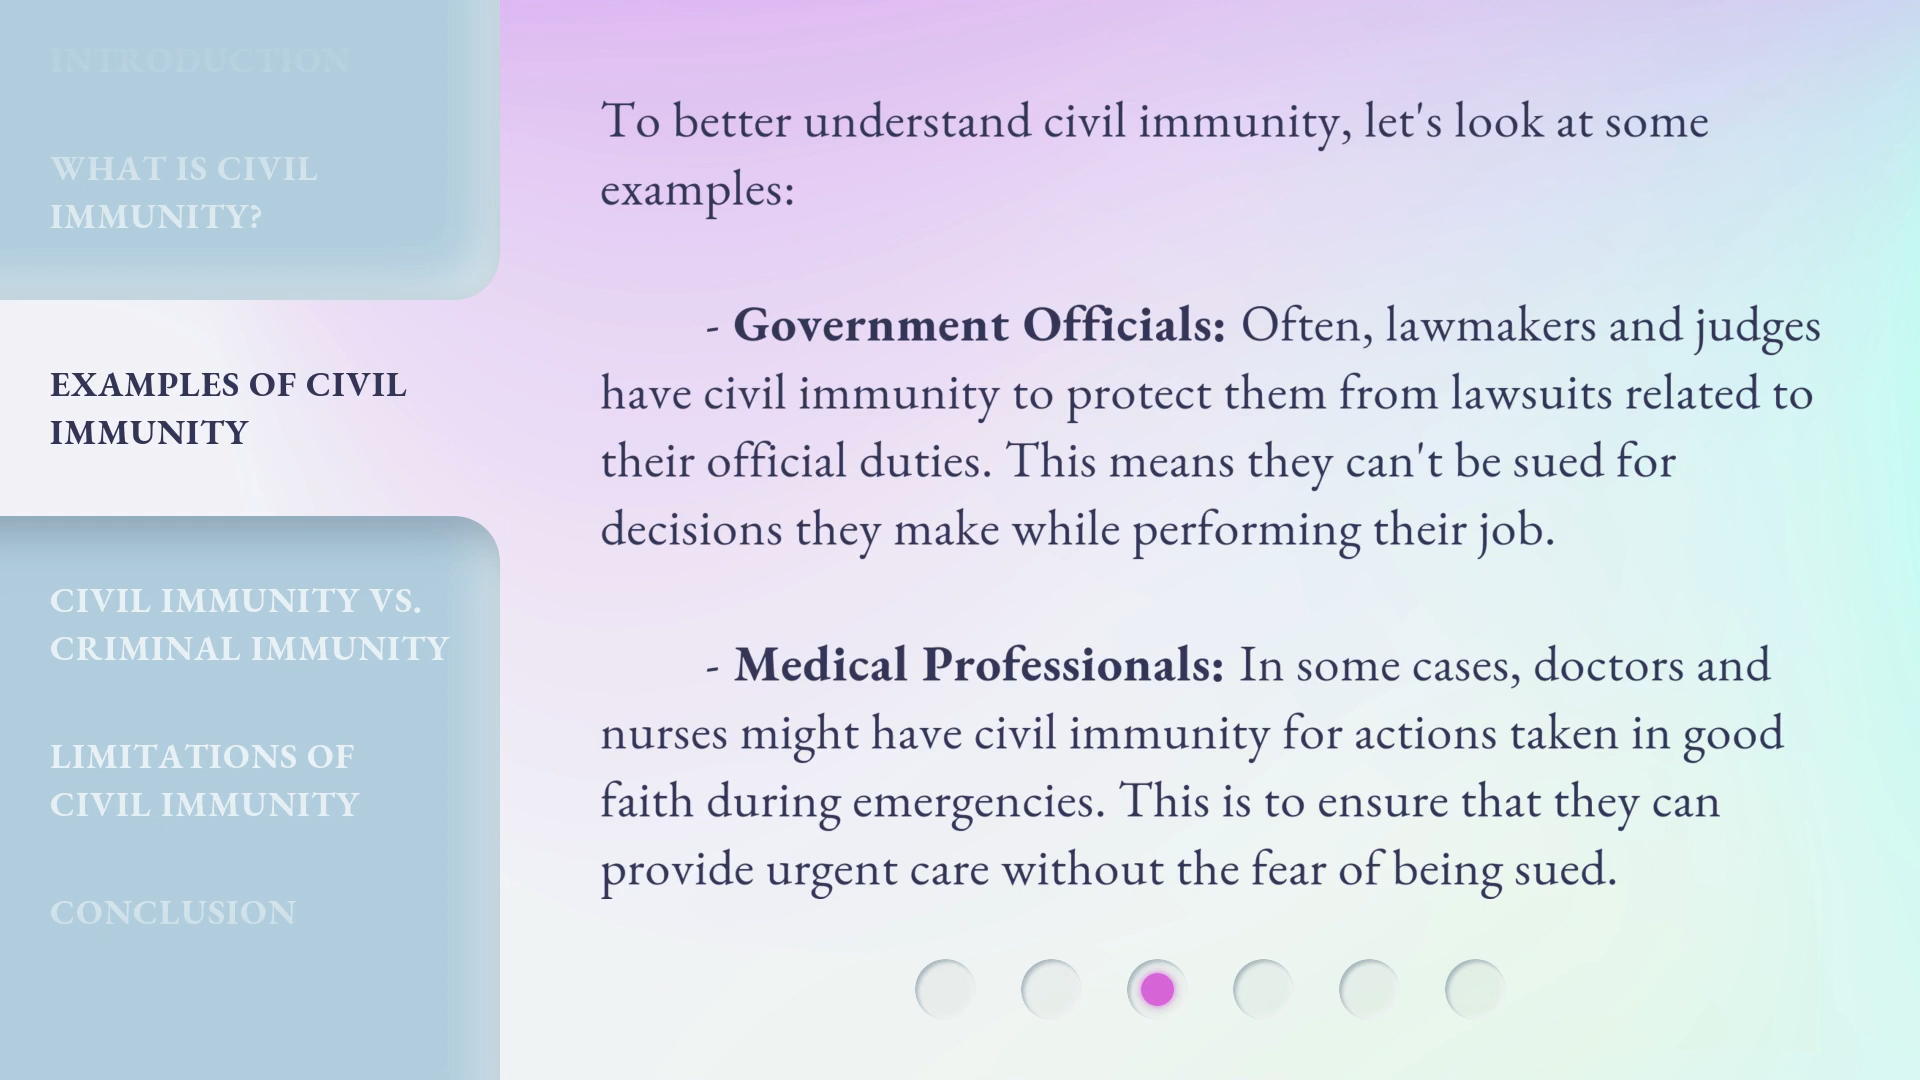 INTRODUCTION
WHAT IS CIVIL
IMMUNITY?
EXAMPLES OF CIVIL
IMMUNITY
CIVIL IMMUNITY VS.
CRIMINAL IMMUNITY
LIMITATIONS OF
CIVIL IMMUNITY
CONCLUSION
To better understand civil immunity, let's look at some
examples:
- Government Officials: Often, lawmakers and judges
have civil immunity to protect them from lawsuits related to
their official duties. This means they can't be sued for
decisions they make while performing their job.
- Medical Professionals: In some cases, doctors and
nurses might have civil immunity for actions taken in good
faith during emergencies. This is to ensure that they can
provide urgent care without the fear of being sued.